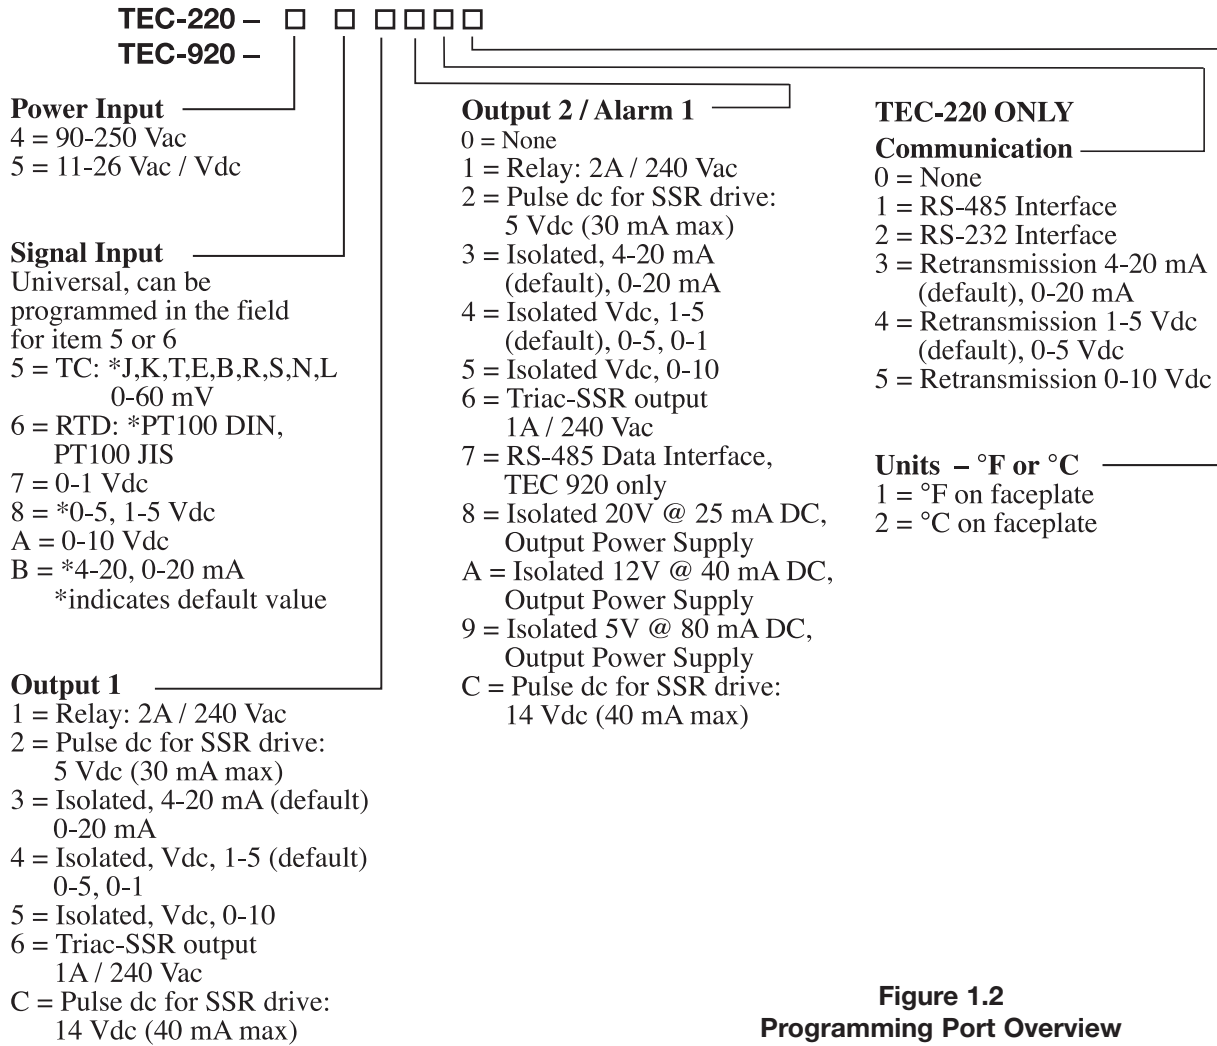 TEC-220 – □ □ □ □ □ □
TEC-920 –
Power Input
4 = 90-250 Vac
5 = 11-26 Vac / Vdc
Signal Input
Universal, can be
programmed in the field
for item 5 or 6
5 = TC: *J,K,T,E,B,R,S,N,L
0-60 mV
6 = RTD: *PT100 DIN,
PT100 JIS
7 = 0-1 Vdc
8 = *0-5, 1-5 Vdc
A = 0-10 Vdc
B = *4-20, 0-20 mA
*indicates default value
Output 1
1 = Relay: 2A / 240 Vac
2 = Pulse dc for SSR drive:
5 Vdc (30 mA max)
3 = Isolated, 4-20 mA (default)
0-20 mA
4 = Isolated, Vdc, 1-5 (default)
0-5, 0-1
5 = Isolated, Vdc, 0-10
6 = Triac-SSR output
1A / 240 Vac
C = Pulse dc for SSR drive:
14 Vdc (40 mA max)
Output 2 / Alarm 1
0 = None
1 = Relay: 2A / 240 Vac
2 = Pulse dc for SSR drive:
5 Vdc (30 mA max)
3 = Isolated, 4-20 mA
(default), 0-20 mA
4 = Isolated Vdc, 1-5
(default), 0-5, 0-1
5 = Isolated Vdc, 0-10
6 = Triac-SSR output
1A / 240 Vac
7 = RS-485 Data Interface,
TEC 920 only
8 = Isolated 20V @ 25 mA DC,
Output Power Supply
A = Isolated 12V @ 40 mA DC,
Output Power Supply
9 = Isolated 5V @ 80 mA DC,
Output Power Supply
C = Pulse dc for SSR drive:
14 Vdc (40 mA max)
TEC-220 ONLY
Communication
0 = None
1 = RS-485 Interface
2 = RS-232 Interface
3 = Retransmission 4-20 mA
(default), 0-20 mA
4 = Retransmission 1-5 Vdc
(default), 0-5 Vdc
5 = Retransmission 0-10 Vdc
Units – °F or °C
1 = °F on faceplate
2 = °C on faceplate
Figure 1.2
Programming Port Overview